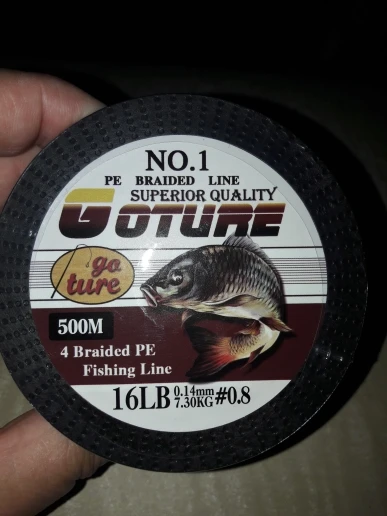 NO.1
PE BRAIDED LINE
SUPERIOR QUALITY
GOTURE
go
ture
500M
4 Braided PE
Fishing Line
16LB 0.14mm 7.30KG #0.8